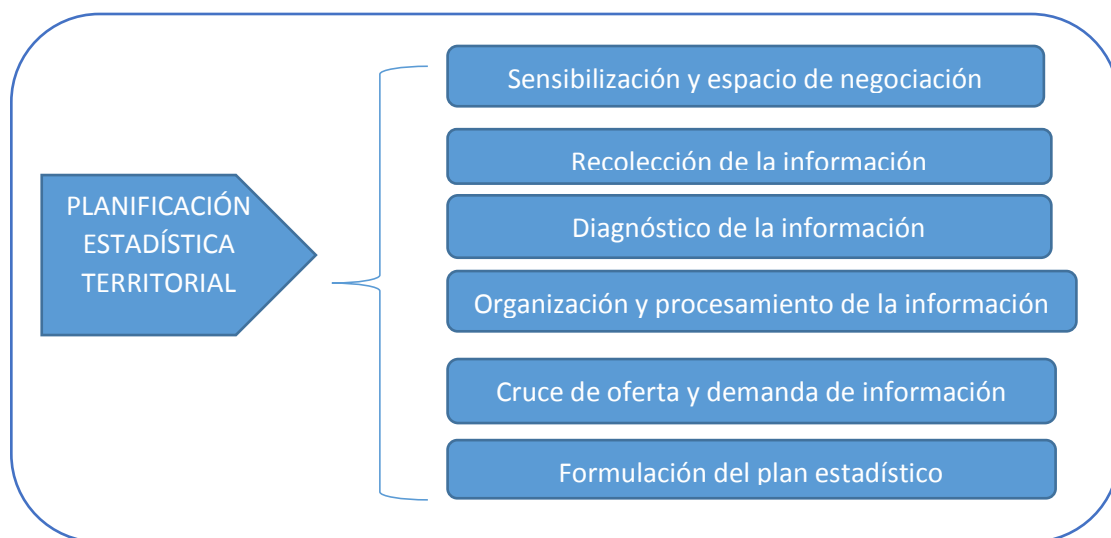 Sensibilización y espacio de negociación
Recolección de la información
PLANIFICACIÓN
ESTADÍSTICA
TERRITORIAL
Diagnóstico de la información
Organización y procesamiento de la información
Cruce de oferta y demanda de información
Formulación del plan estadístico